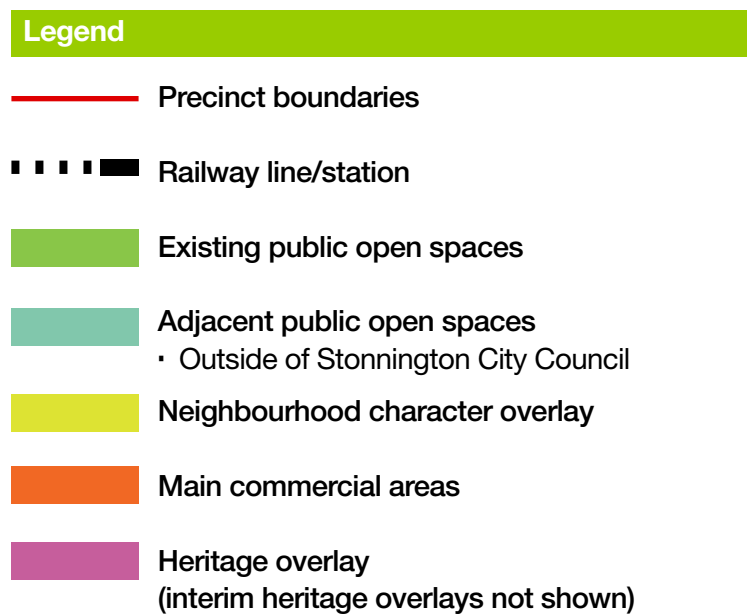 Legend
Precinct boundaries
Railway line/station
Existing public open spaces
Adjacent public open spaces
· Outside of Stonnington City Council
Neighbourhood character overlay
Main commercial areas
Heritage overlay
(interim heritage overlays not shown)